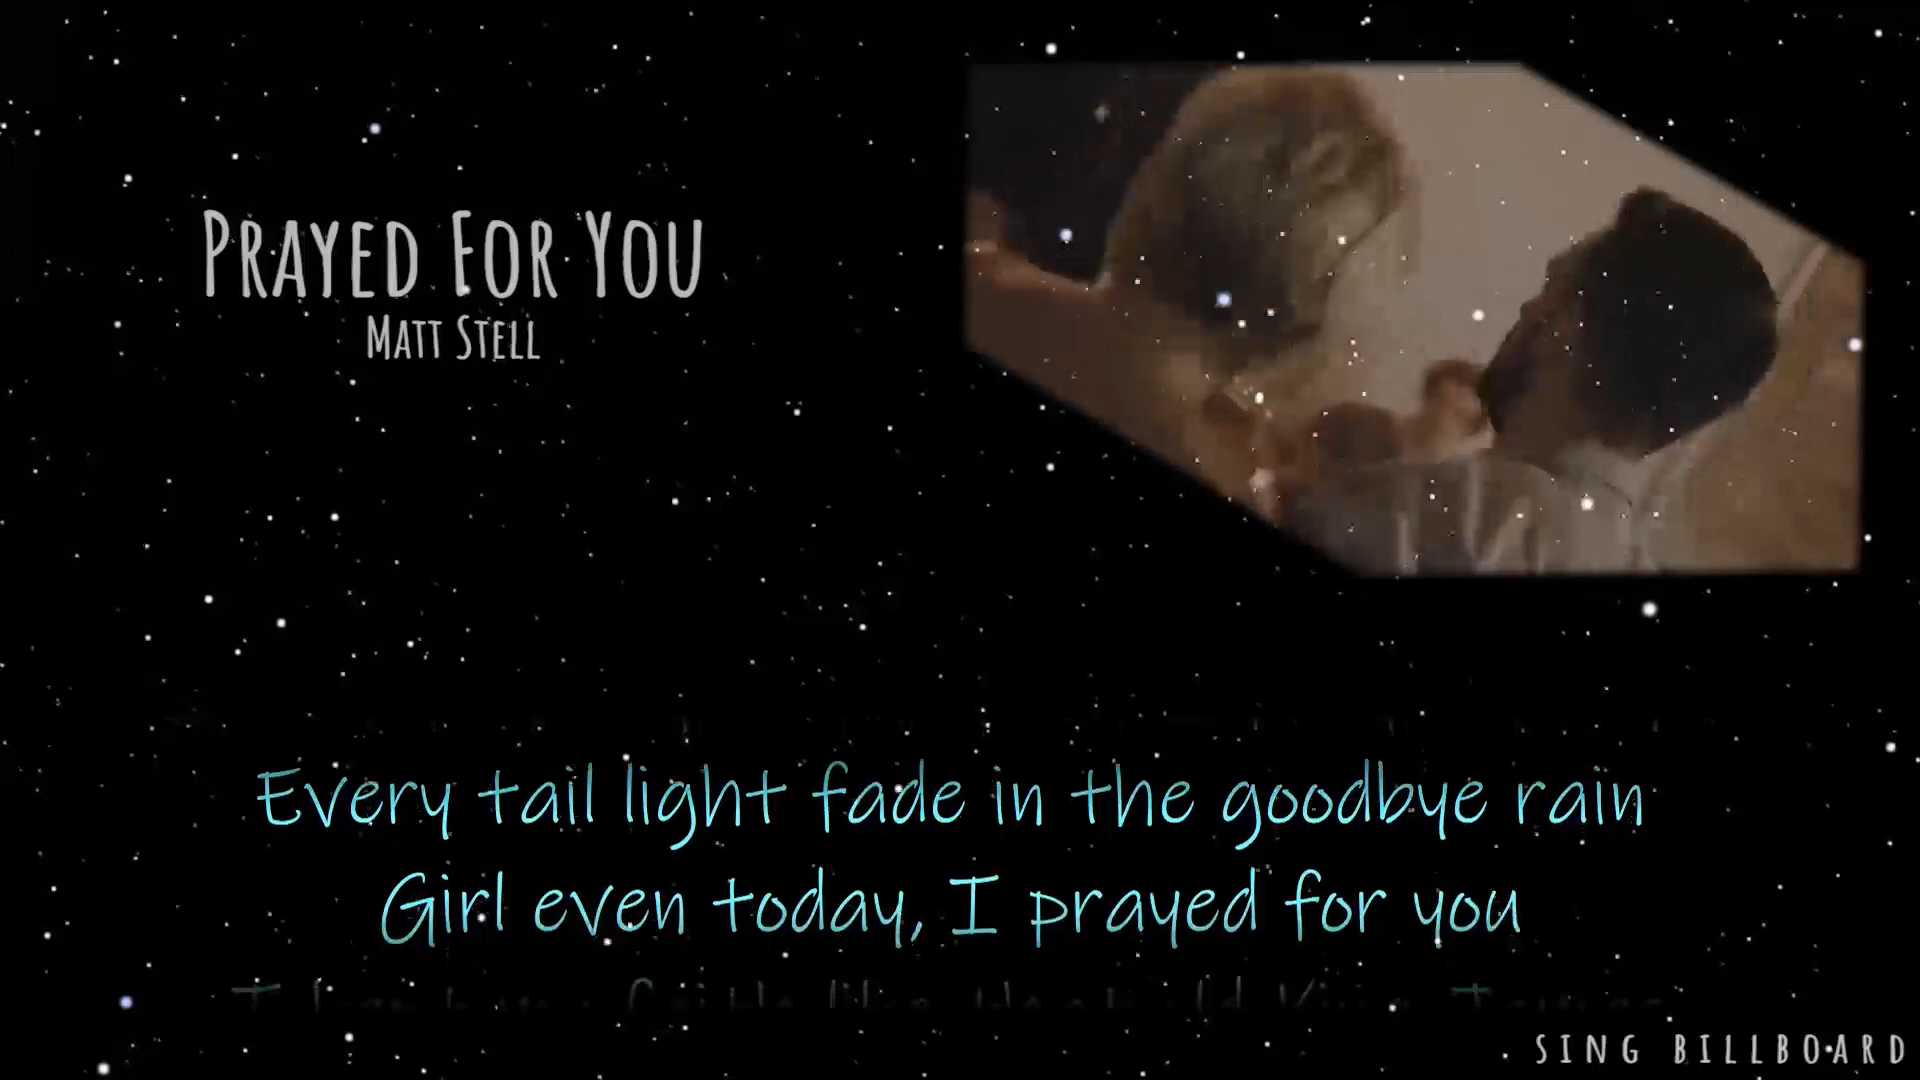 PRAYED FOR YOU
MATT STELL
Every tail light fade in the goodbye rain
Girl even today, I prayed for you
SING BILLBOARD